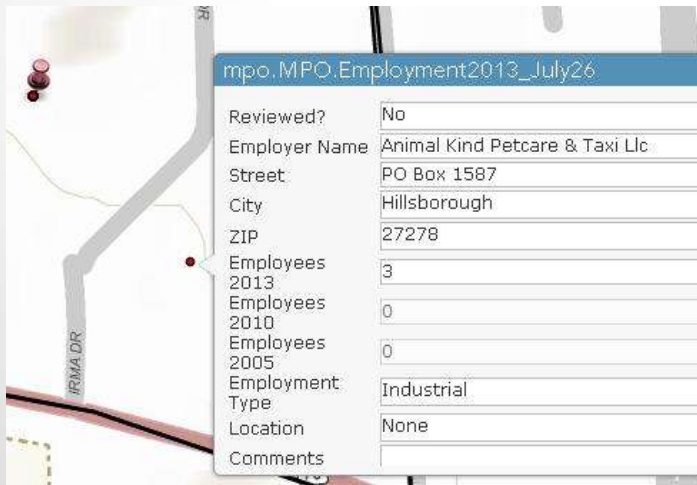 DR
mpo.MPO.Employment2013_July26
Reviewed? No
Employer Name Animal Kind Petcare & Taxi Llc
Street PO Box 1587
City Hillsborough
ZIP 27278
Employees
2013 3
Employees
2010 0
Employees
2005 0
Employment
Type Industrial
Location None
Comments
IRMA DR